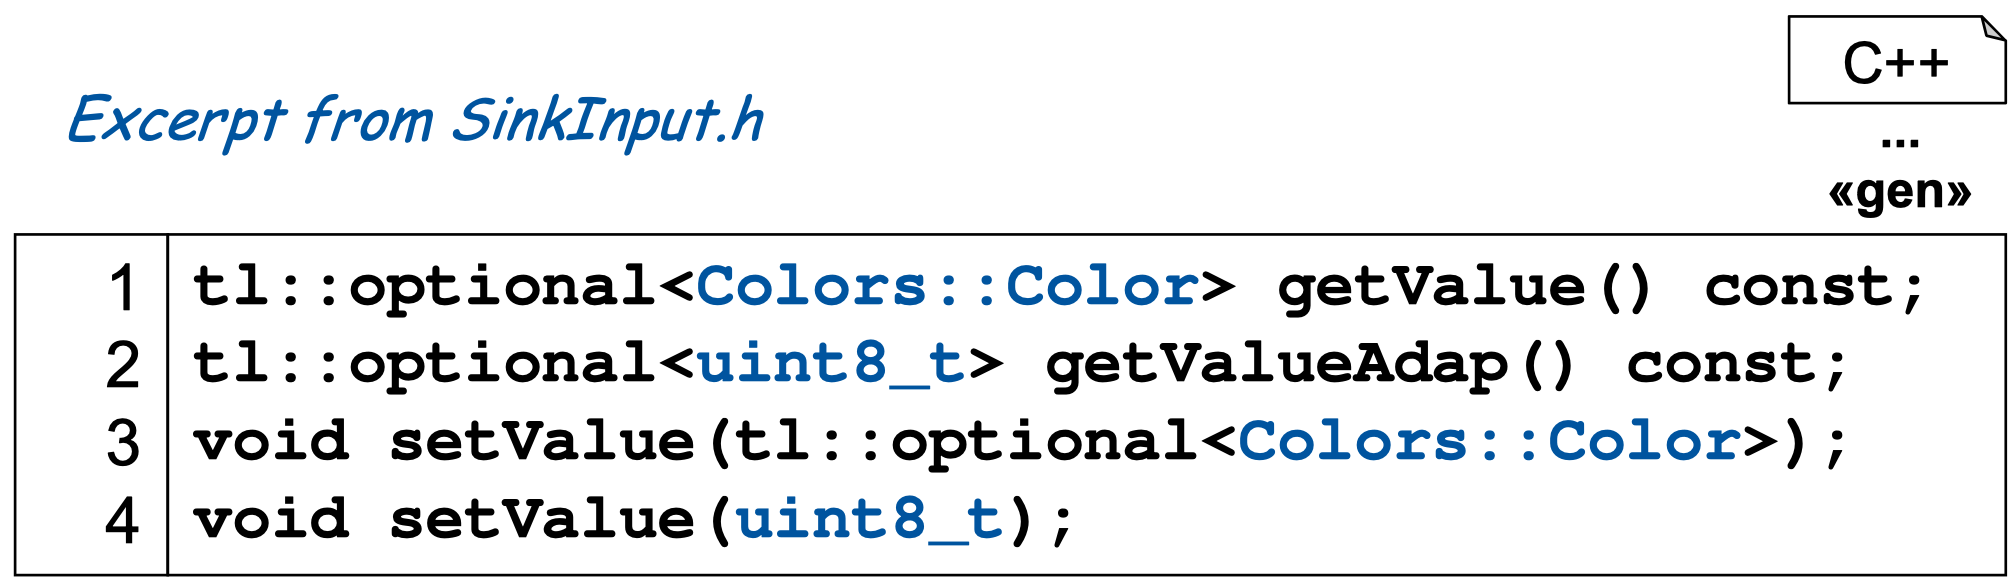 C++
Excerpt from SinkInput.h
...
«gen»
1 tl::optional<Colors::Color> getValue() const;
2 tl::optional<uint8_t> getValueAdap() const;
3 void setValue(tl::optional<Colors::Color>);
4 void setValue(uint8_t);